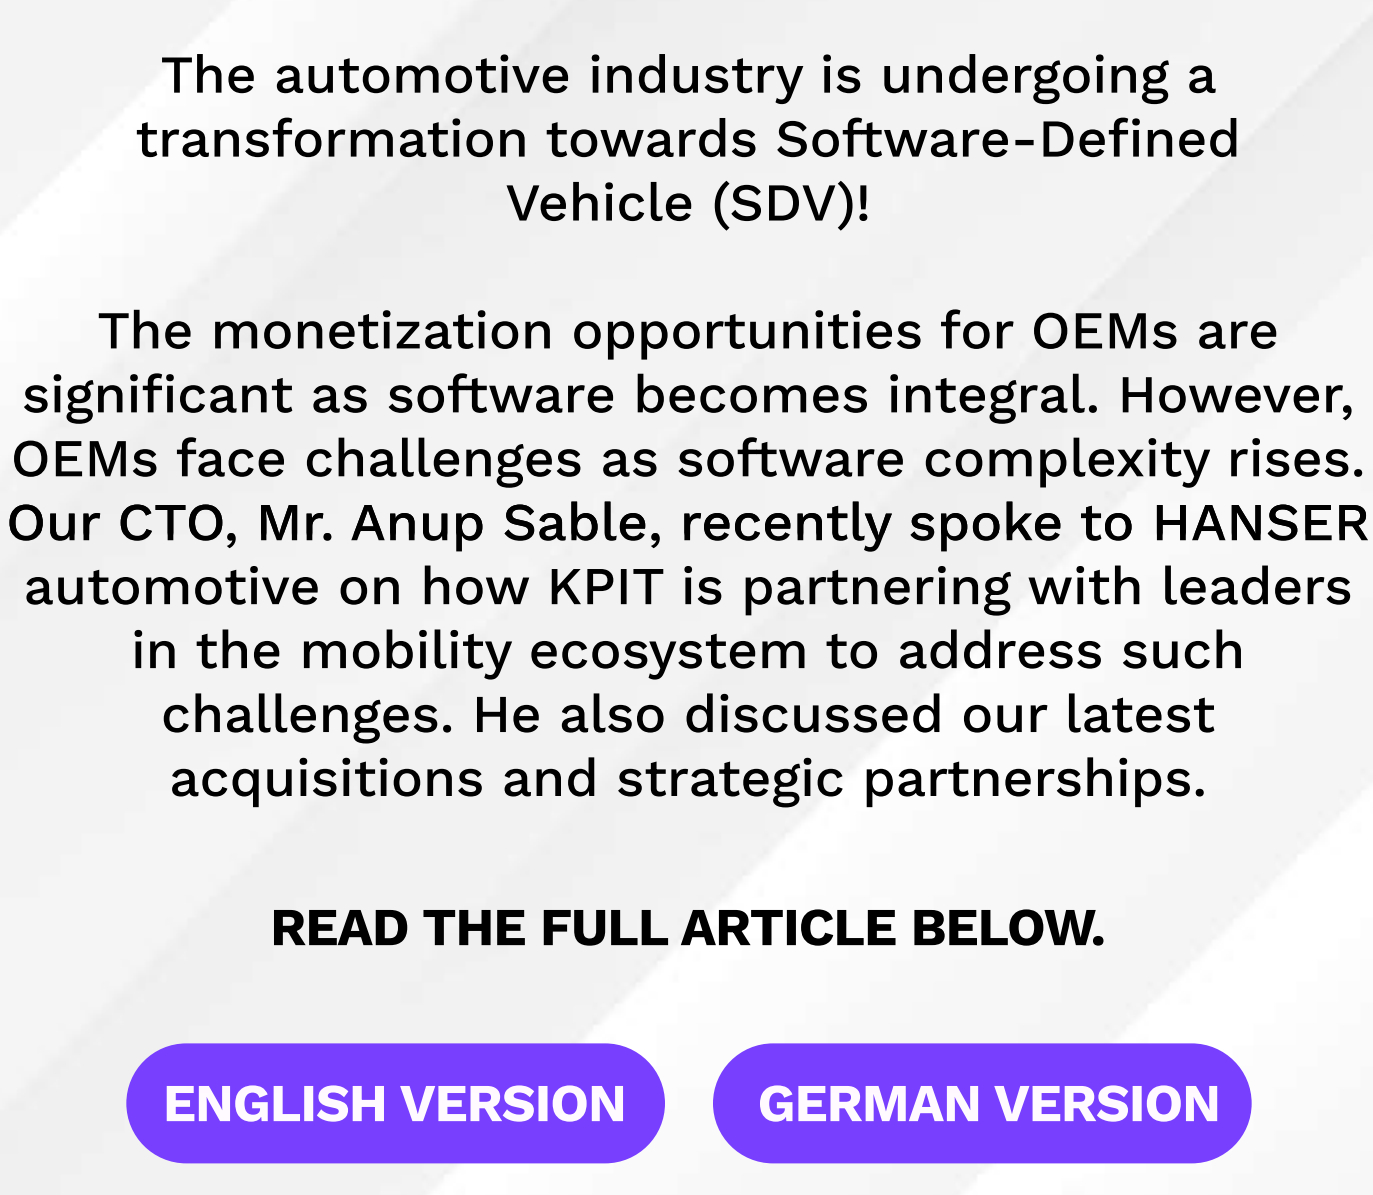 The automotive industry is undergoing a
transformation towards Software-Defined
Vehicle (SDV)!
The monetization opportunities for OEMs are
significant as software becomes integral. However,
OEMs face challenges as software complexity rises.
Our CTO, Mr. Anup Sable, recently spoke to HANSER
automotive on how KPIT is partnering with leaders
in the mobility ecosystem to address such
challenges. He also discussed our latest
acquisitions and strategic partnerships.
READ THE FULL ARTICLE BELOW.
ENGLISH VERSION
GERMAN VERSION